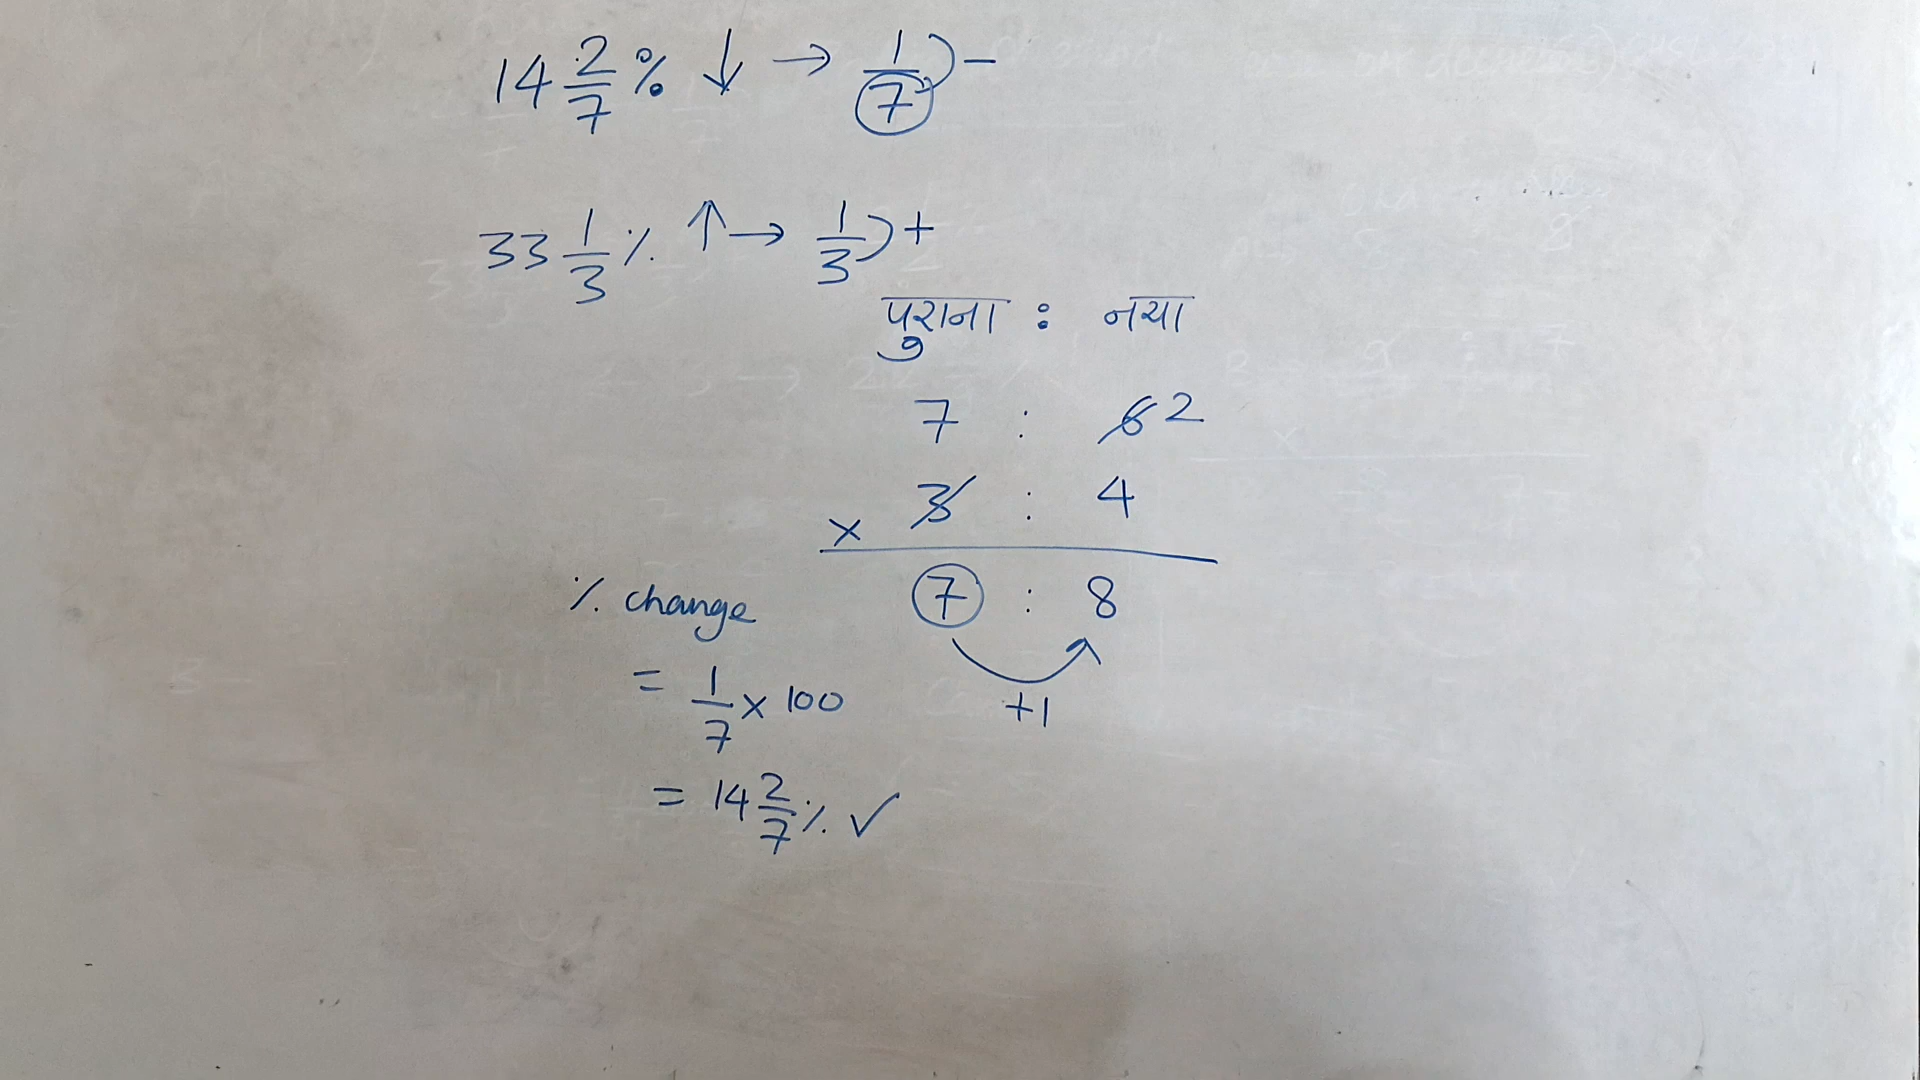 14 2/7 % ↓ → 1/7 ) −
33 1/3 % ↑ → 1/3 ) +
पुराना : नया
7 : 6 2
× 3 : 4
7 : 8
+1
% change
= 1/7 × 100
= 14 2/7 % ✓